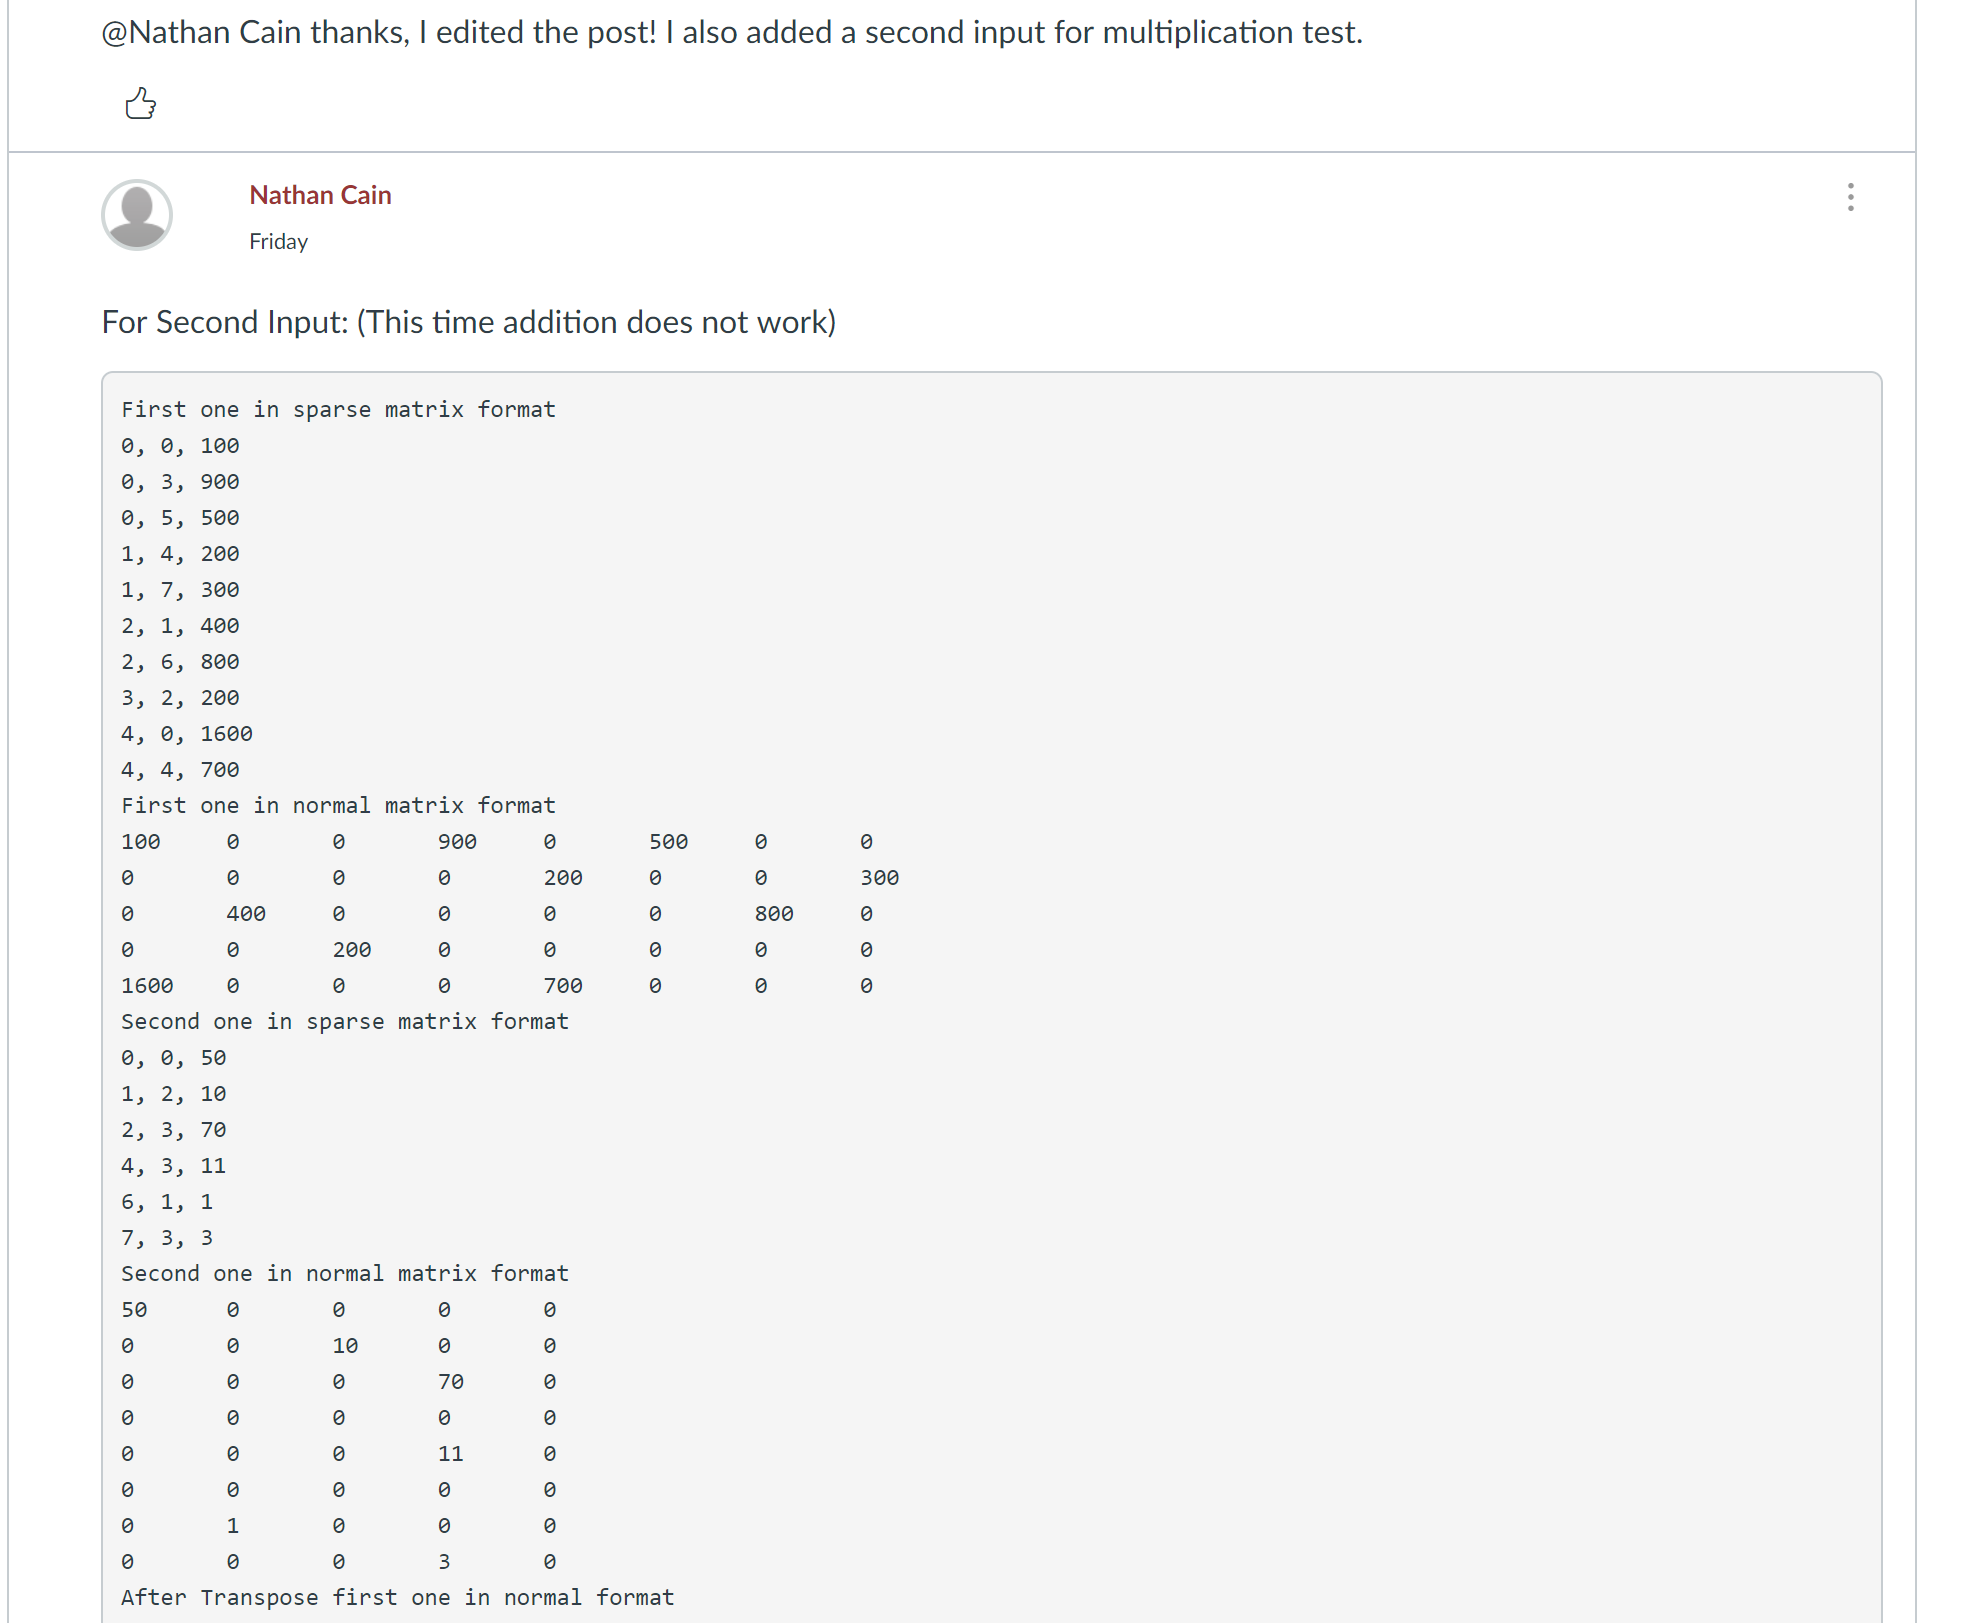 @Nathan Cain thanks, I edited the post! I also added a second input for multiplication test.
Nathan Cain
Friday
For Second Input: (This time addition does not work)
First one in sparse matrix format
0, 0, 100
0, 3, 900
0, 5, 500
1, 4, 200
1, 7, 300
2, 1, 400
2, 6, 800
3, 2, 200
4, 0, 1600
4, 4, 700
First one in normal matrix format
100 0 0 900 0 500 0 0
0 0 0 0 200 0 0 300
0 400 0 0 0 0 800 0
0 0 200 0 0 0 0 0
1600 0 0 0 700 0 0 0
Second one in sparse matrix format
0, 0, 50
1, 2, 10
2, 3, 70
4, 3, 11
6, 1, 1
7, 3, 3
Second one in normal matrix format
50 0 0 0 0
0 0 10 0 0
0 0 0 70 0
0 0 0 0 0
0 0 0 11 0
0 0 0 0 0
0 1 0 0 0
0 0 0 3 0
After Transpose first one in normal format